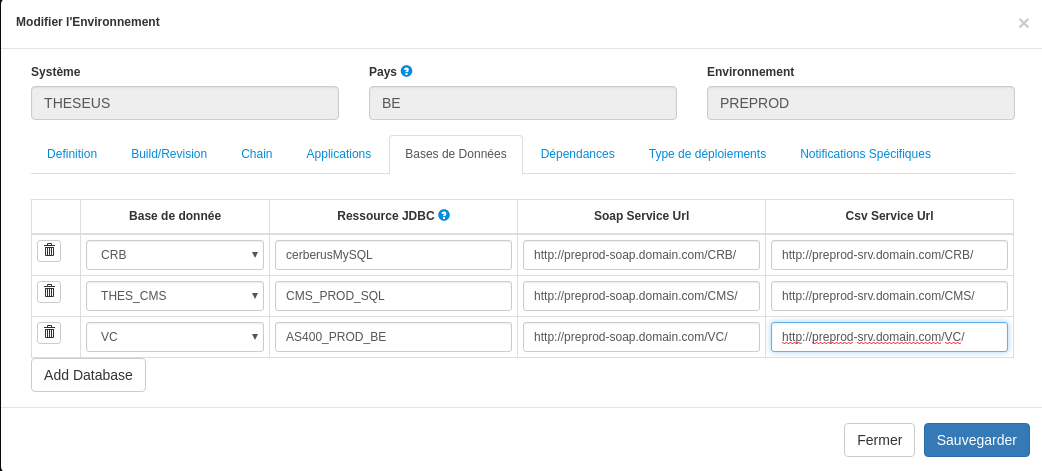 Modifier l'Environnement ×
Système Pays Environnement
THESEUS BE PREPROD
Definition Build/Revision Chain Applications Bases de Données Dépendances Type de déploiements Notifications Spécifiques
Base de donnée Ressource JDBC Soap Service Url Csv Service Url
CRB cerberusMySQL http://preprod-soap.domain.com/CRB/ http://preprod-srv.domain.com/CRB/
THES_CMS CMS_PROD_SQL http://preprod-soap.domain.com/CMS/ http://preprod-srv.domain.com/CMS/
VC AS400_PROD_BE http://preprod-soap.domain.com/VC/ http://preprod-srv.domain.com/VC/
Add Database
Fermer Sauvegarder